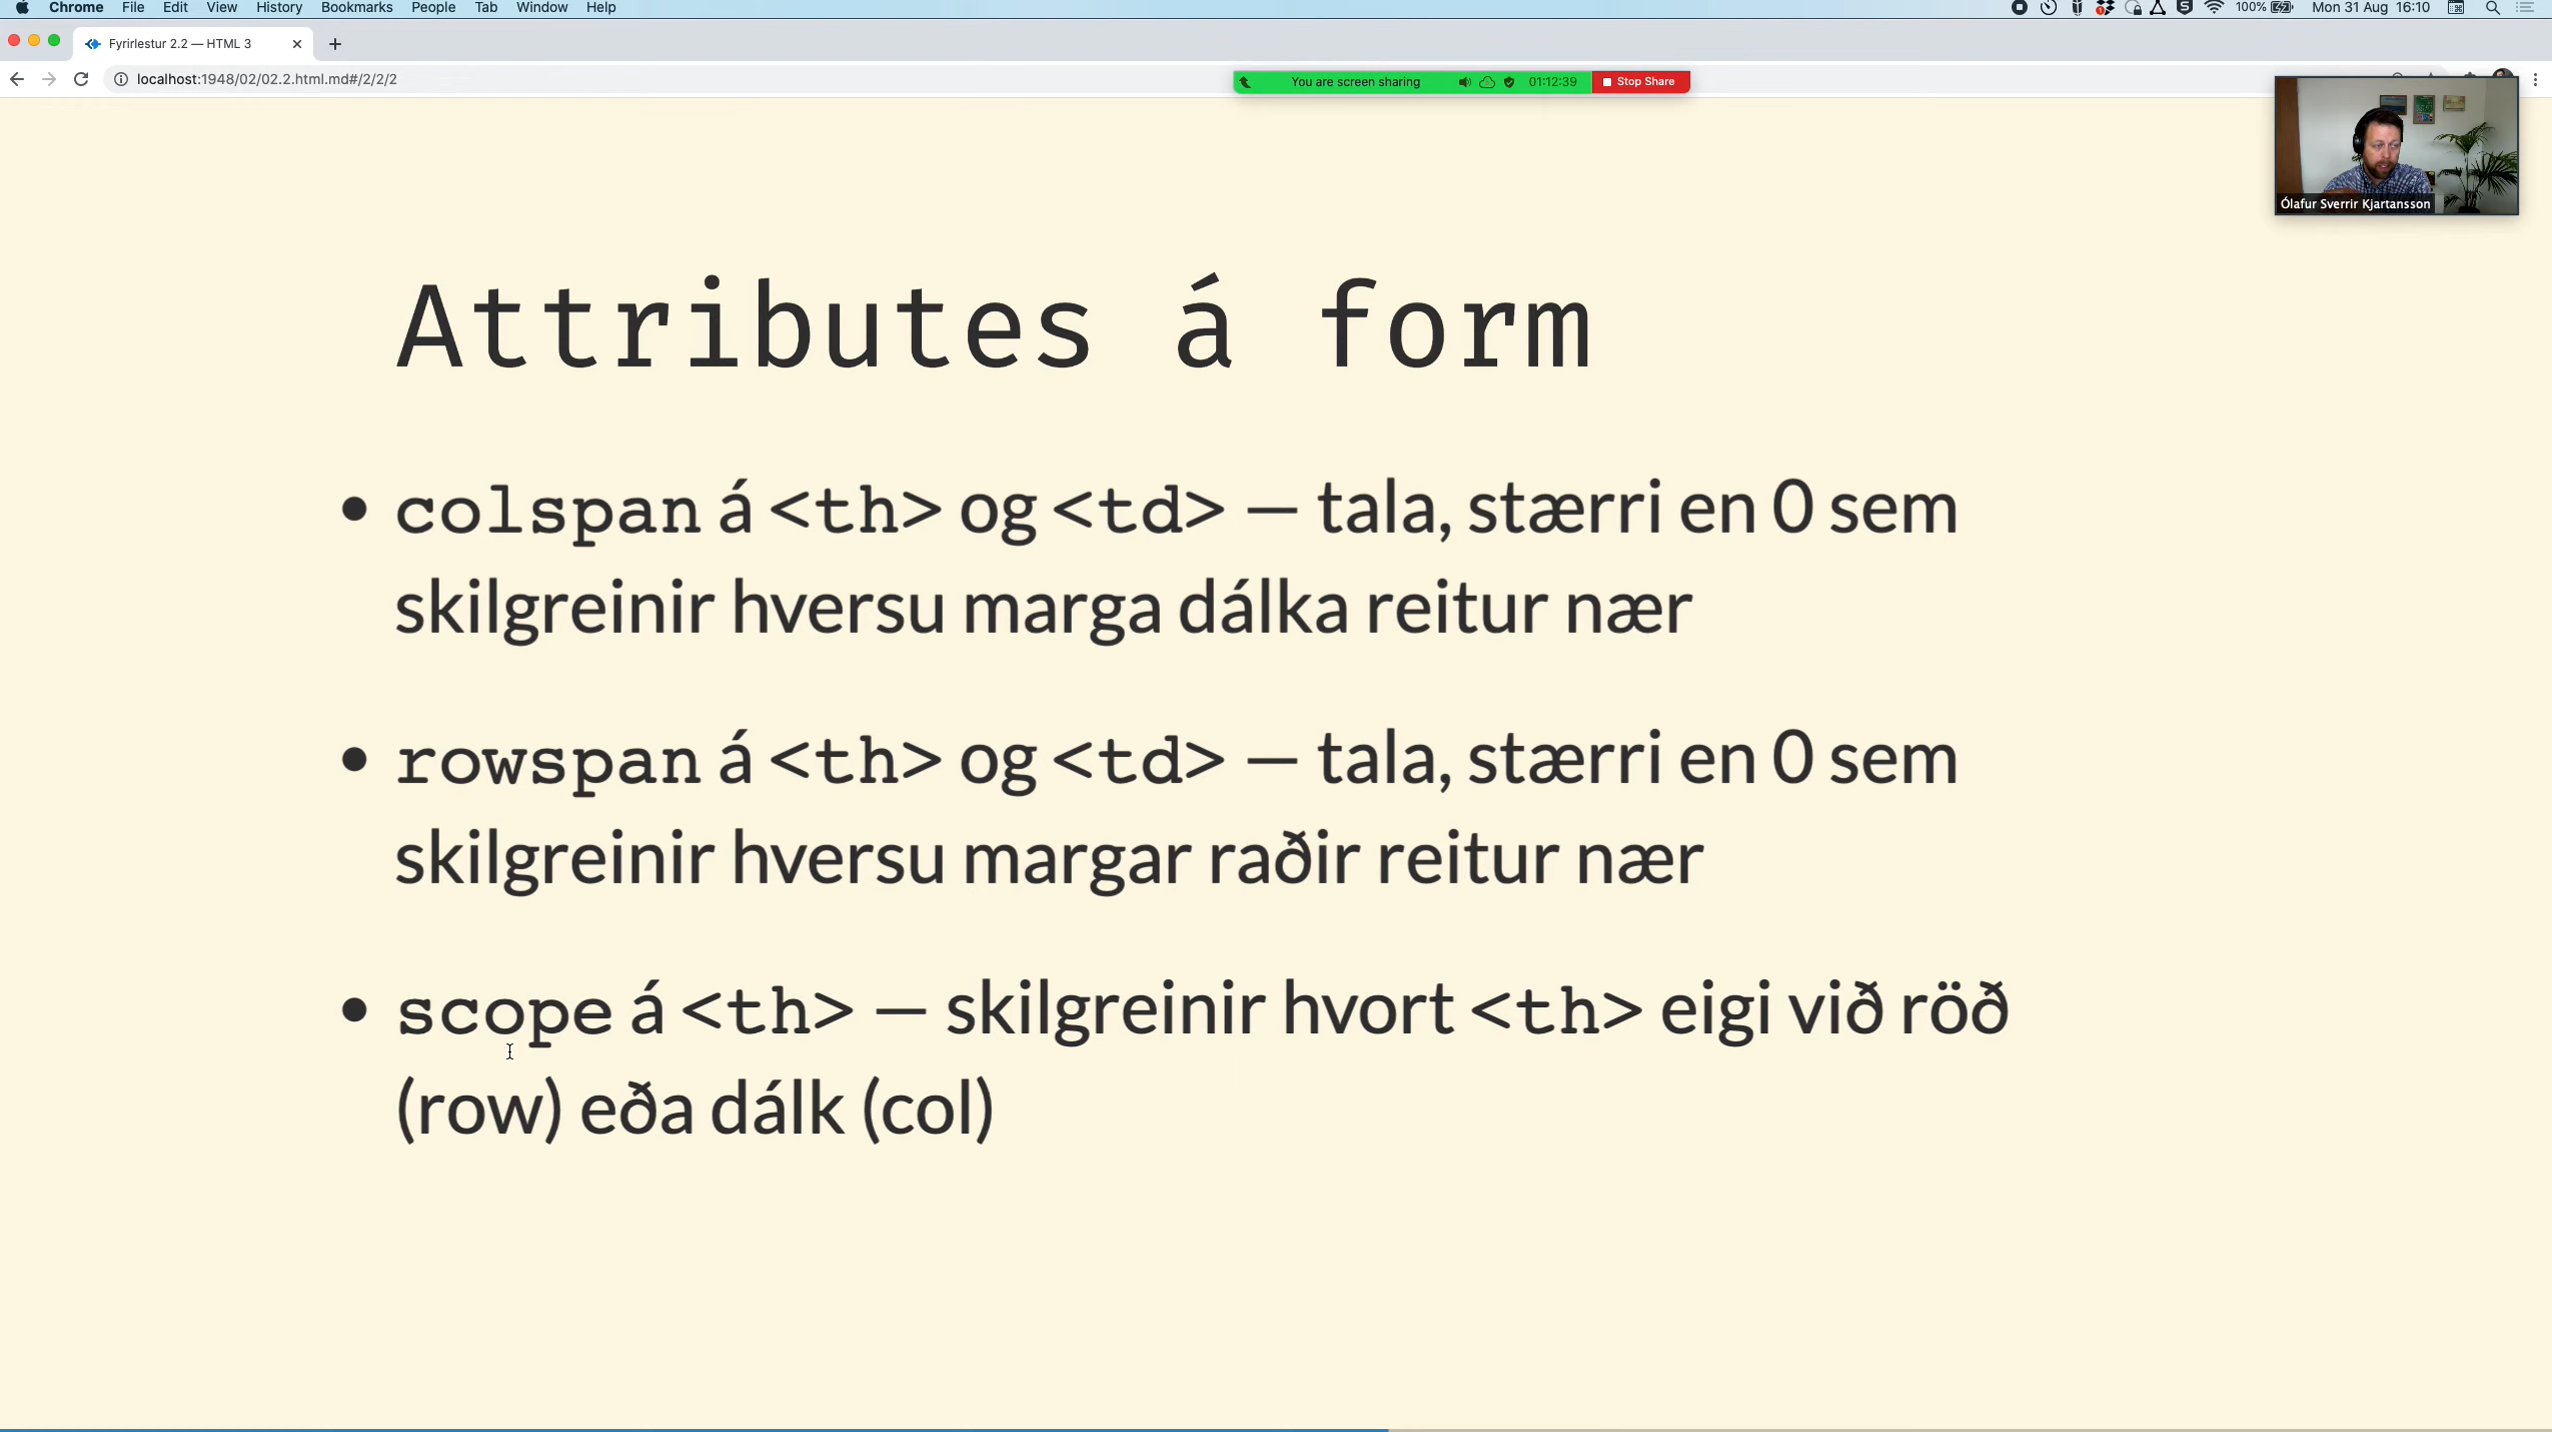 Chrome File Edit View History Bookmarks People Tab Window Help 100% Mon 31 Aug 16:10
Fyrirlestur 2.2 — HTML 3
localhost:1948/02/02.2.html.md#/2/2/2
You are screen sharing 01:12:39 Stop Share
Ólafur Sverrir Kjartansson
Attributes á form
• colspan á <th> og <td> — tala, stærri en 0 sem
skilgreinir hversu marga dálka reitur nær
• rowspan á <th> og <td> — tala, stærri en 0 sem
skilgreinir hversu margar raðir reitur nær
• scope á <th> — skilgreinir hvort <th> eigi við röð
(row) eða dálk (col)